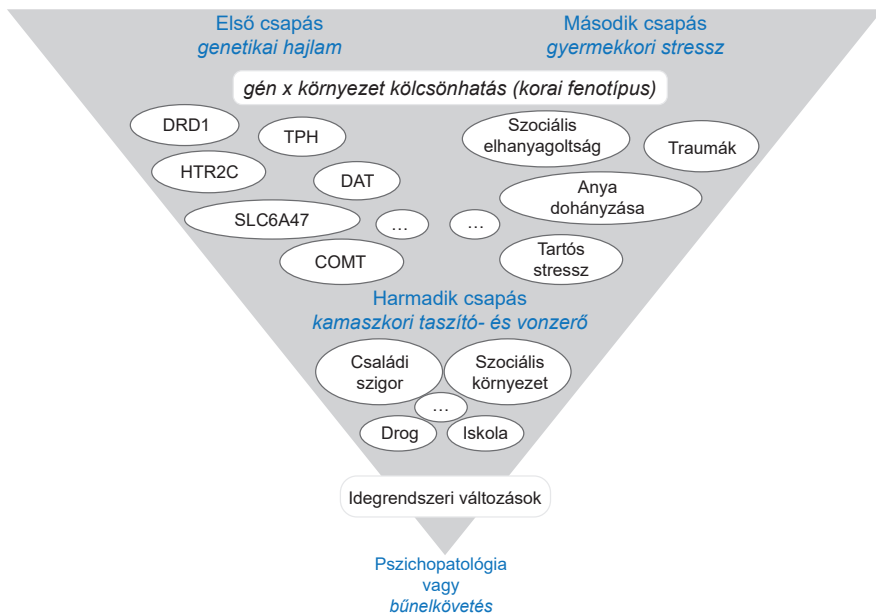 Első csapás
genetikai hajlam
Második csapás
gyermekkori stressz
gén x környezet kölcsönhatás (korai fenotípus)
DRD1
TPH
HTR2C
DAT
SLC6A47
…
COMT
Szociális
elhanyagoltság
Traumák
Anya
dohányzása
…
Tartós
stressz
Harmadik csapás
kamaszkori taszító- és vonzerő
Családi
szigor
Szociális
környezet
…
Drog
Iskola
Idegrendszeri változások
Pszichopatológia
vagy
bűnelkövetés